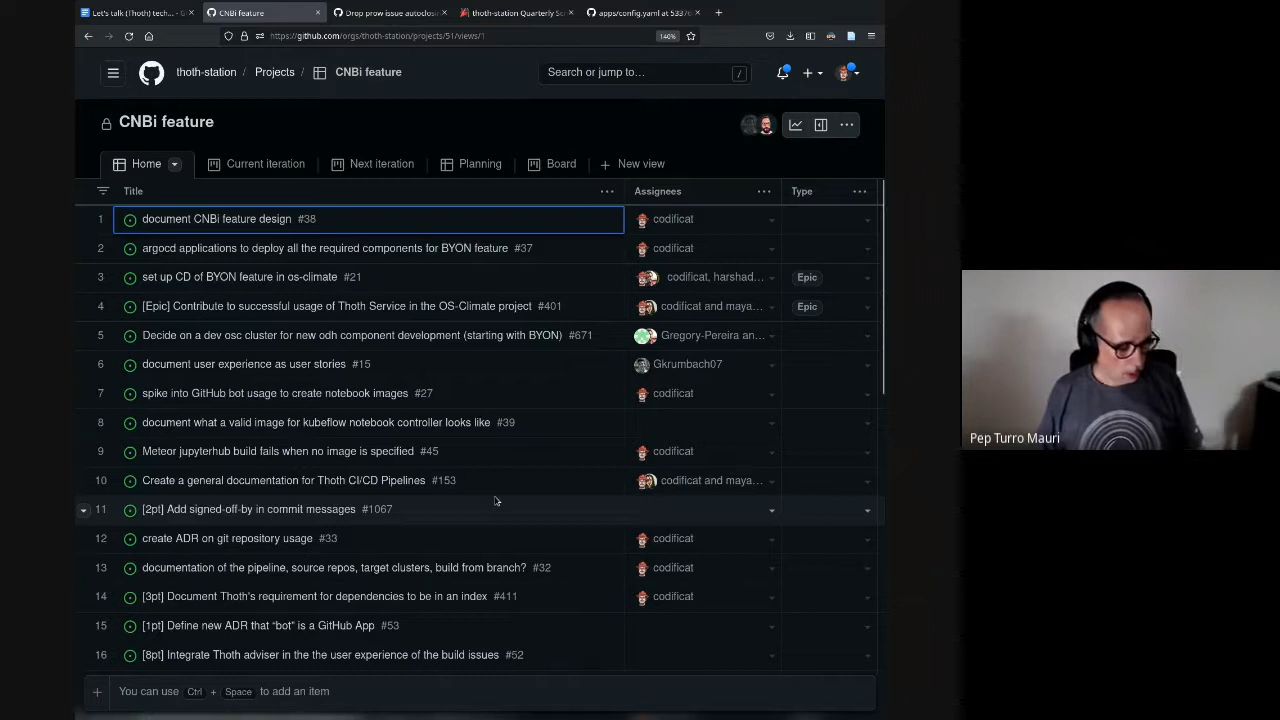 Let's talk (Thoth) tech...
CNBi feature
Drop prow issue autoclosi
thoth-station Quarterly Sc
apps/config.yaml at 5337
https://github.com/orgs/thoth-station/projects/51/views/1
140%
thoth-station / Projects / CNBi feature
Search or jump to...
/
CNBi feature
Home
Current iteration
Next iteration
Planning
Board
New view
Title
Assignees
Type
1 document CNBi feature design #38 codificat
2 argocd applications to deploy all the required components for BYON feature #37 codificat
3 set up CD of BYON feature in os-climate #21 codificat, harshad... Epic
4 [Epic] Contribute to successful usage of Thoth Service in the OS-Climate project #401 codificat and maya... Epic
5 Decide on a dev osc cluster for new odh component development (starting with BYON) #671 Gregory-Pereira an...
6 document user experience as user stories #15 Gkrumbach07
7 spike into GitHub bot usage to create notebook images #27 codificat
8 document what a valid image for kubeflow notebook controller looks like #39
9 Meteor jupyterhub build fails when no image is specified #45 codificat
10 Create a general documentation for Thoth CI/CD Pipelines #153 codificat and maya...
11 [2pt] Add signed-off-by in commit messages #1067
12 create ADR on git repository usage #33 codificat
13 documentation of the pipeline, source repos, target clusters, build from branch? #32 codificat
14 [3pt] Document Thoth's requirement for dependencies to be in an index #411 codificat
15 [1pt] Define new ADR that “bot” is a GitHub App #53
16 [8pt] Integrate Thoth adviser in the the user experience of the build issues #52
You can use Ctrl + Space to add an item
Pep Turro Mauri